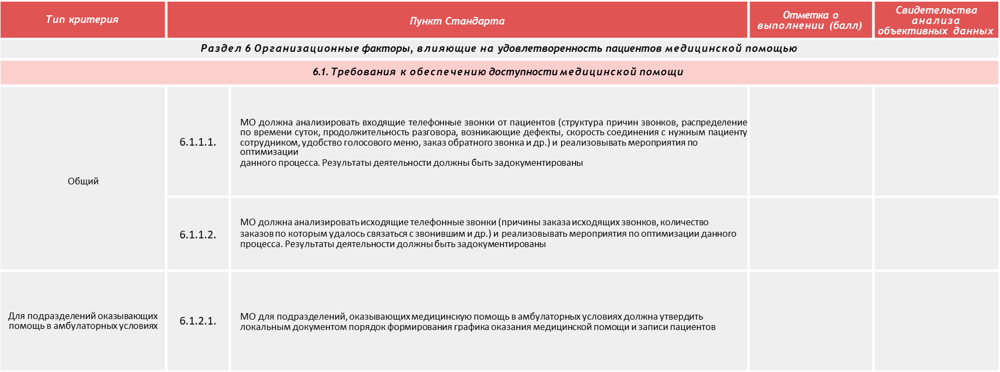 Тип критерия
Пункт Стандарта
Отметка о
выполнении (балл)
Свидетельства
анализа
объективных данных
Раздел 6 Организационные факторы, влияющие на удовлетворенность пациентов медицинской помощью
6.1. Требования к обеспечению доступности медицинской помощи
Общий
6.1.1.1.
МО должна анализировать входящие телефонные звонки от пациентов (структура причин звонков, распределение
по времени суток, продолжительность разговора, возникающие дефекты, скорость соединения с нужным пациенту
сотрудником, удобство голосового меню, заказ обратного звонка и др.) и реализовывать мероприятия по
оптимизации
данного процесса. Результаты деятельности должны быть задокументированы
6.1.1.2.
МО должна анализировать исходящие телефонные звонки (причины заказа исходящих звонков, количество
заказов по которым удалось связаться с звонившим и др.) и реализовывать мероприятия по оптимизации данного
процесса. Результаты деятельности должны быть задокументированы
Для подразделений оказывающих
помощь в амбулаторных условиях
6.1.2.1.
МО для подразделений, оказывающих медицинскую помощь в амбулаторных условиях должна утвердить
локальным документом порядок формирования графика оказания медицинской помощи и записи пациентов